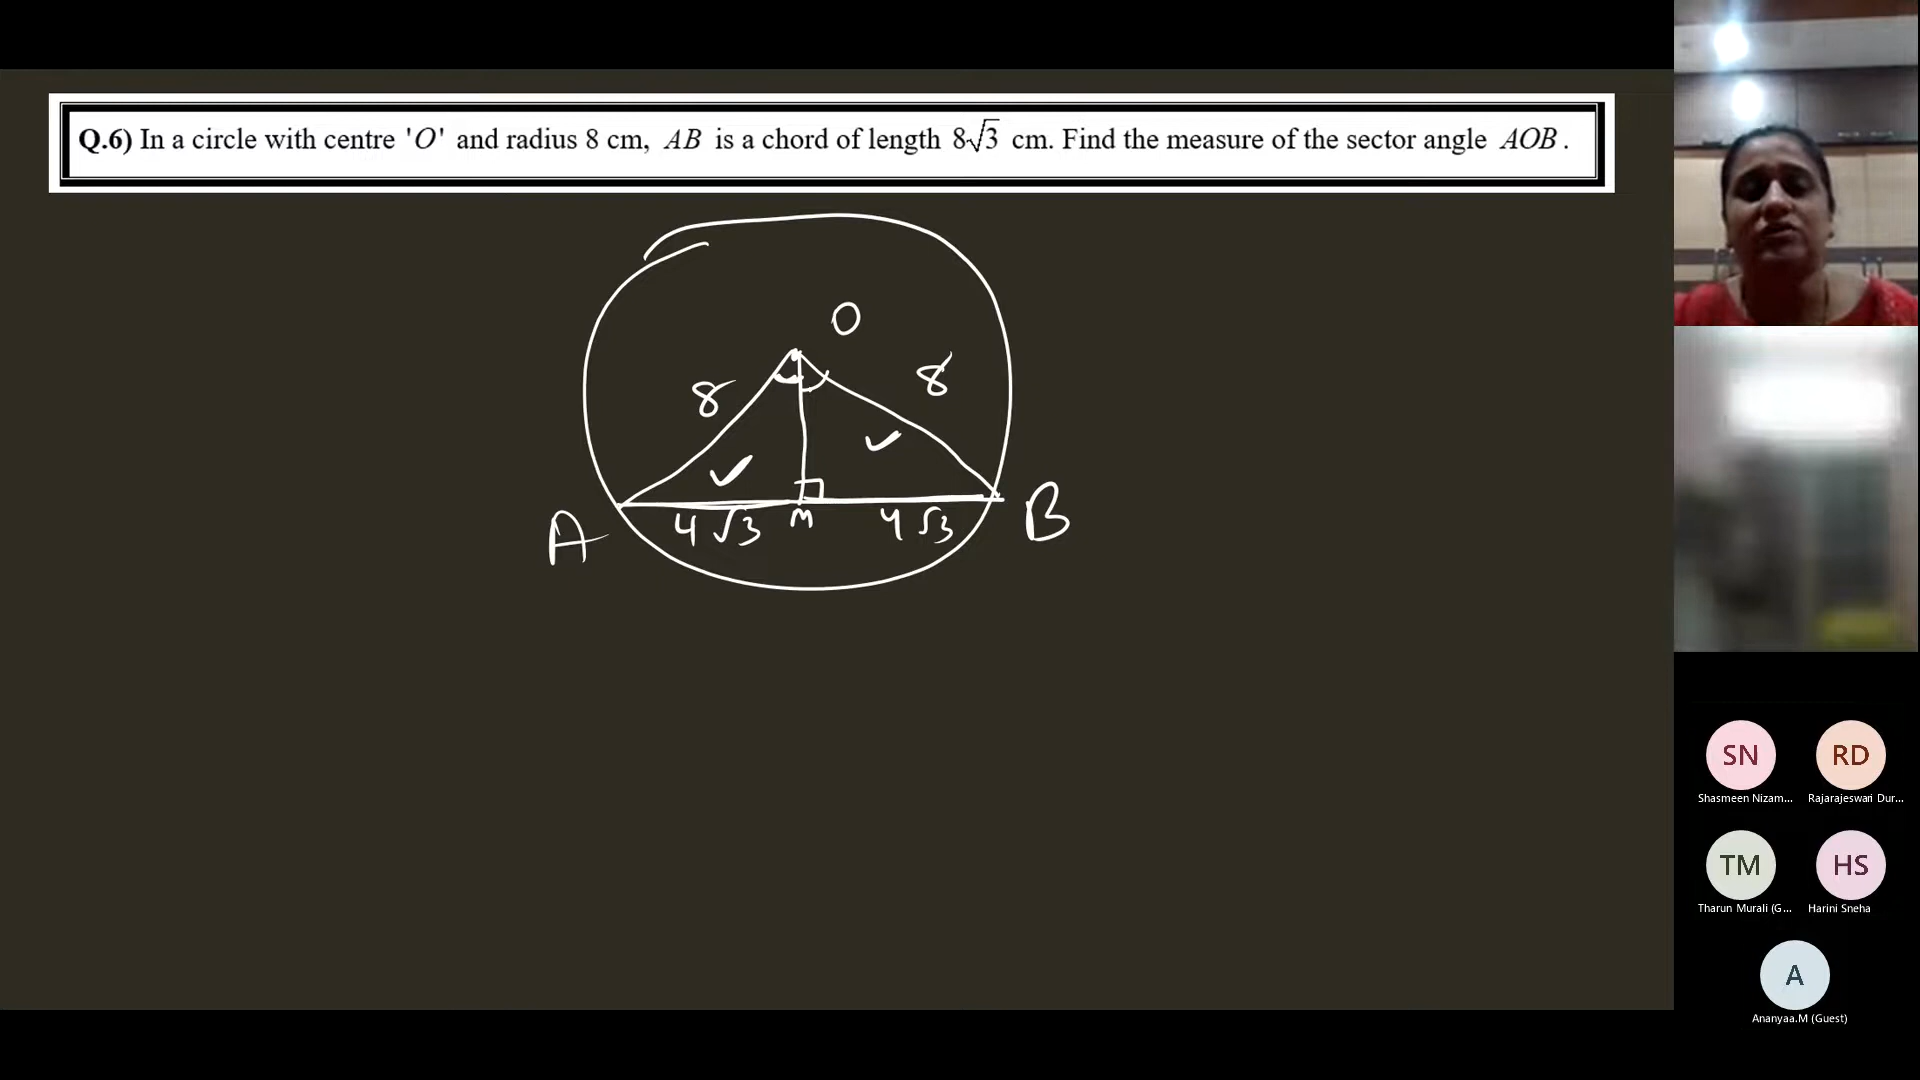 Q.6) In a circle with centre 'O' and radius 8 cm, AB is a chord of length 8√3 cm. Find the measure of the sector angle AOB.
O
8
8
A
4√3
M
4√3
B
SN
RD
Shasmeen Nizam...
Rajarajeswari Dur...
TM
HS
Tharun Murali (G...
Harini Sneha
A
Ananyaa.M (Guest)